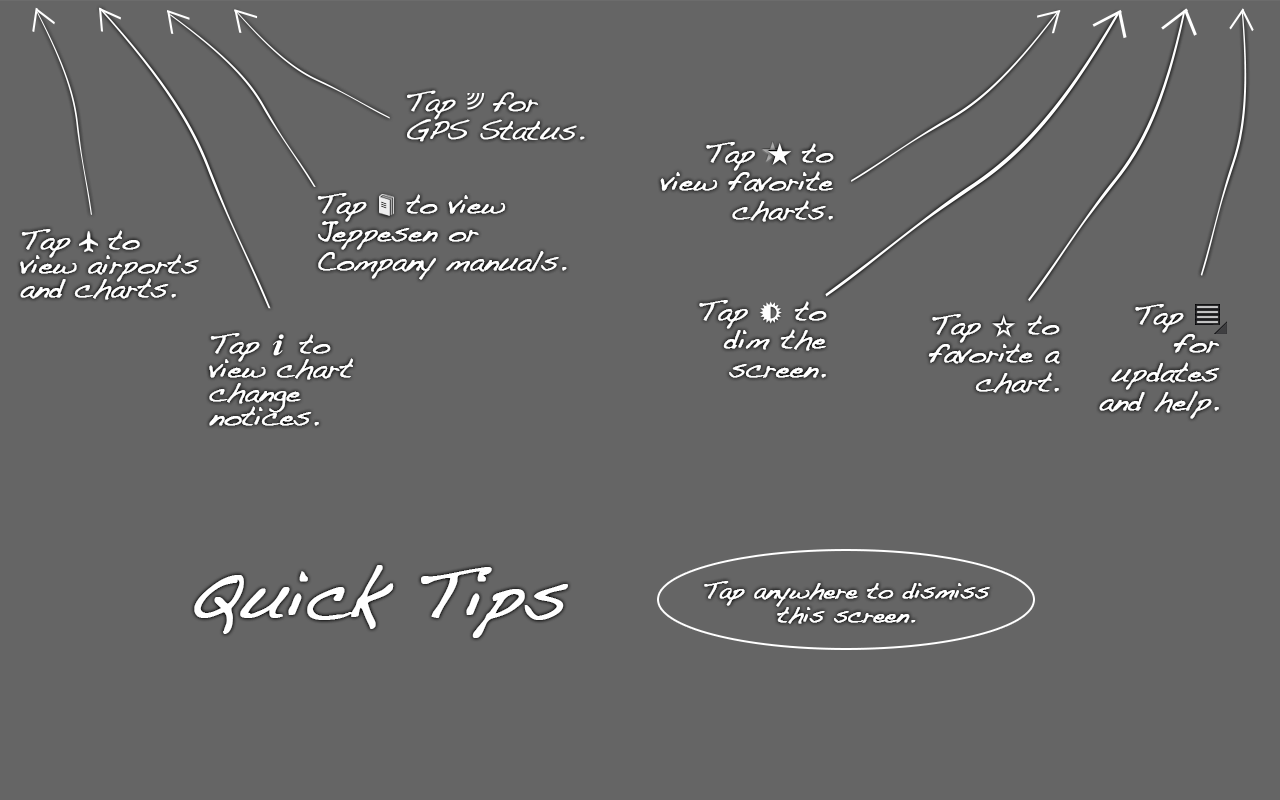 Tap for
GPS Status.
Tap to
view favorite
charts.
Tap to view
Jeppesen or
Company manuals.
Tap to
view airports
and charts.
Tap to
dim the
screen.
Tap to
favorite a
chart.
Tap
for
updates
and help.
Tap i to
view chart
change
notices.
Quick Tips
Tap anywhere to dismiss
this screen.